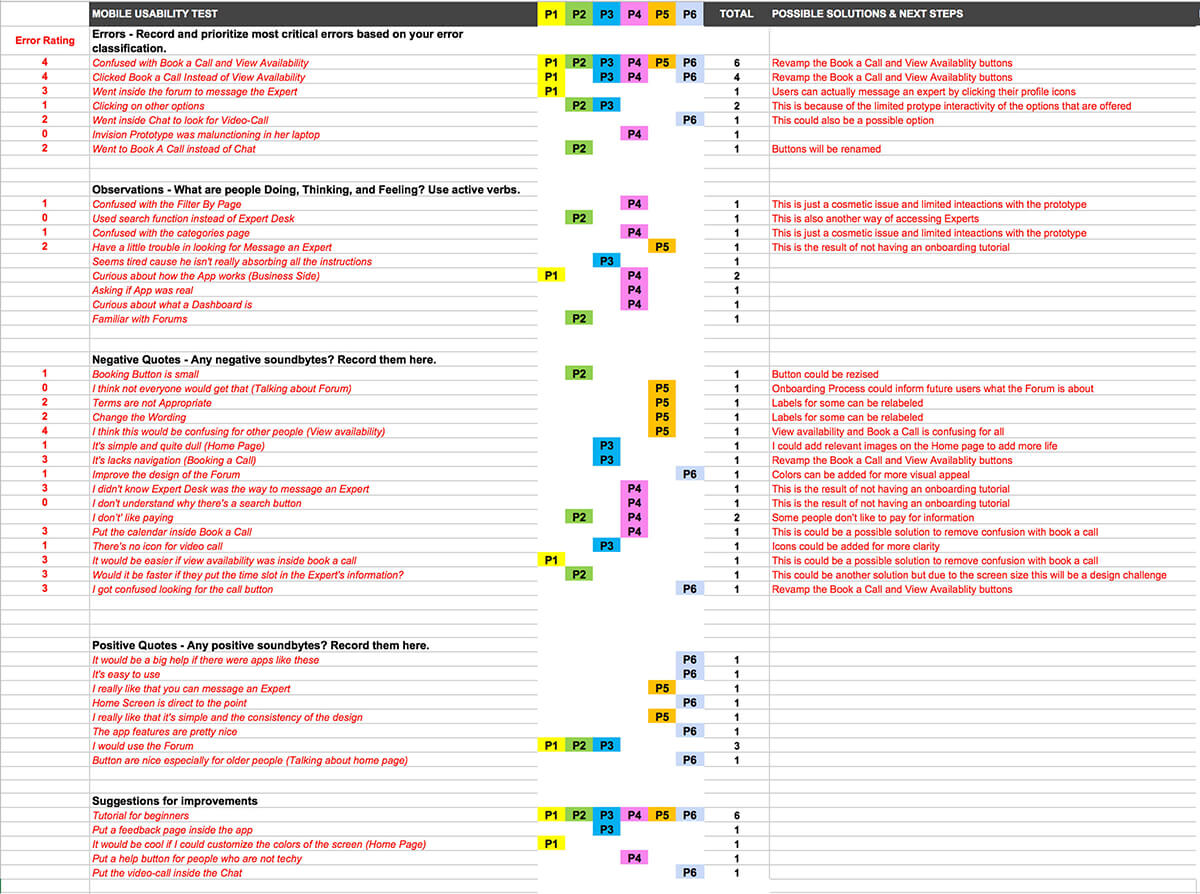 MOBILE USABILITY TEST P1 P2 P3 P4 P5 P6 TOTAL POSSIBLE SOLUTIONS & NEXT STEPS
Error Rating Errors - Record and prioritize most critical errors based on your error
classification.
4 Confused with Book a Call and View Availability P1 P2 P3 P4 P5 P6 6 Revamp the Book a Call and View Availablity buttons
4 Clicked Book a Call Instead of View Availability P1 P3 P4 P6 4 Revamp the Book a Call and View Availablity buttons
3 Went inside the forum to message the Expert P1 1 Users can actually message an expert by clicking their profile icons
1 Clicking on other options P2 P3 2 This is because of the limited protype interactivity of the options that are offered
2 Went inside Chat to look for Video-Call P6 1 This could also be a possible option
0 Invision Prototype was malunctioning in her laptop P4 1
2 Went to Book A Call instead of Chat P2 1 Buttons will be renamed
Observations - What are people Doing, Thinking, and Feeling? Use active verbs.
1 Confused with the Filter By Page P4 1 This is just a cosmetic issue and limited inteactions with the prototype
0 Used search function instead of Expert Desk P2 1 This is also another way of accessing Experts
1 Confused with the categories page P4 1 This is just a cosmetic issue and limited inteactions with the prototype
2 Have a little trouble in looking for Message an Expert P5 1 This is the result of not having an onboarding tutorial
Seems tired cause he isn't really absorbing all the instructions P3 1
Curious about how the App works (Business Side) P1 P4 2
Asking if App was real P4 1
Curious about what a Dashboard is P4 1
Familiar with Forums P2 1
Negative Quotes - Any negative soundbytes? Record them here.
1 Booking Button is small P2 1 Button could be rezised
0 I think not everyone would get that (Talking about Forum) P5 1 Onboarding Process could inform future users what the Forum is about
2 Terms are not Appropriate P5 1 Labels for some can be relabeled
2 Change the Wording P5 1 Labels for some can be relabeled
4 I think this would be confusing for other people (View availability) P5 1 View availability and Book a Call is confusing for all
1 It's simple and quite dull (Home Page) P3 1 I could add relevant images on the Home page to add more life
3 It's lacks navigation (Booking a Call) P3 1 Revamp the Book a Call and View Availablity buttons
1 Improve the design of the Forum P6 1 Colors can be added for more visual appeal
3 I didn't know Expert Desk was the way to message an Expert P4 1 This is the result of not having an onboarding tutorial
0 I don't understand why there's a search button P4 1 This is the result of not having an onboarding tutorial
I don't' like paying P2 P4 2 Some people don't like to pay for information
3 Put the calendar inside Book a Call P4 1 This is could be a possible solution to remove confusion with book a call
1 There's no icon for video call P3 1 Icons could be added for more clarity
3 It would be easier if view availability was inside book a call P1 1 This is could be a possible solution to remove confusion with book a call
3 Would it be faster if they put the time slot in the Expert's information? P2 1 This could be another solution but due to the screen size this will be a design challenge
3 I got confused looking for the call button P6 1 Revamp the Book a Call and View Availablity buttons
Positive Quotes - Any positive soundbytes? Record them here.
It would be a big help if there were apps like these P6 1
It's easy to use P6 1
I really like that you can message an Expert P5 1
Home Screen is direct to the point P6 1
I really like that it's simple and the consistency of the design P5 1
The app features are pretty nice P6 1
I would use the Forum P1 P2 P3 3
Button are nice especially for older people (Talking about home page) P6 1
Suggestions for improvements
Tutorial for beginners P1 P2 P3 P4 P5 P6 6
Put a feedback page inside the app P3 1
It would be cool if I could customize the colors of the screen (Home Page) P1 1
Put a help button for people who are not techy P4 1
Put the video-call inside the Chat P6 1